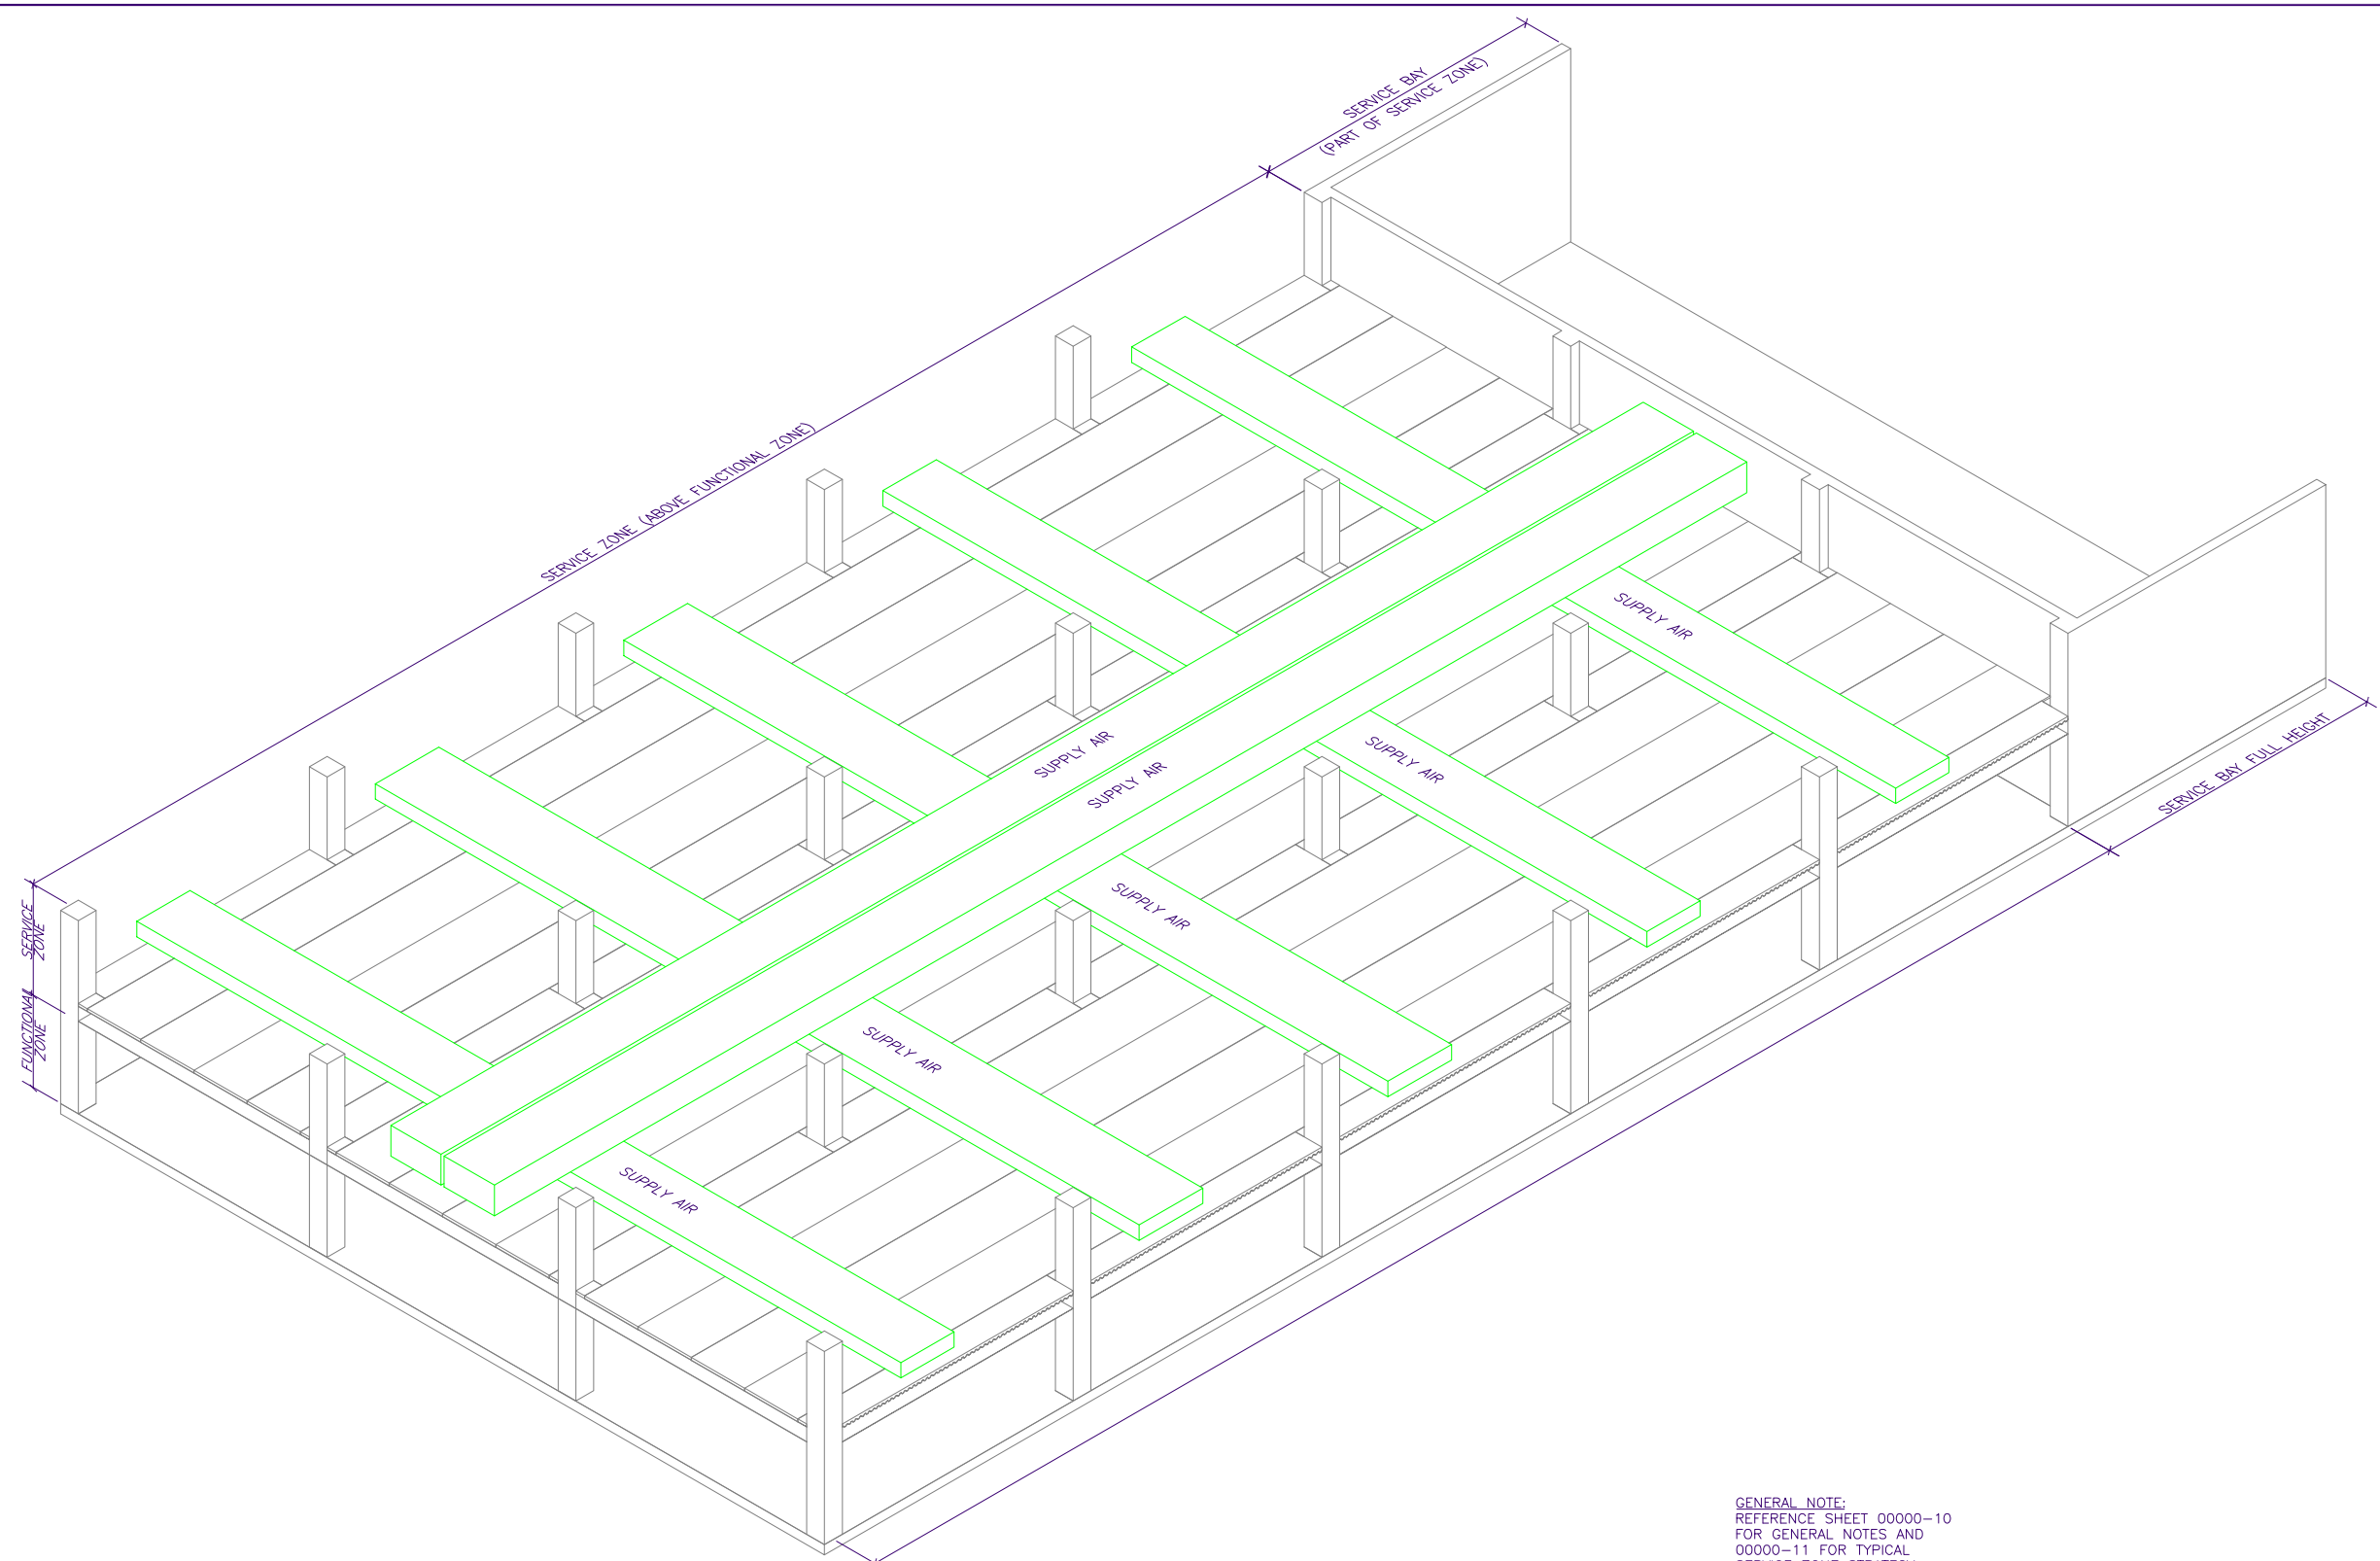 SERVICE BAY
(PART OF SERVICE ZONE)
SERVICE ZONE (ABOVE FUNCTIONAL ZONE)
SUPPLY AIR
SUPPLY AIR
SUPPLY AIR
SUPPLY AIR
SUPPLY AIR
SUPPLY AIR
SUPPLY AIR
SERVICE BAY FULL HEIGHT
SERVICE
ZONE
FUNCTIONAL
ZONE
GENERAL NOTE:
REFERENCE SHEET 00000-10
FOR GENERAL NOTES AND
00000-11 FOR TYPICAL